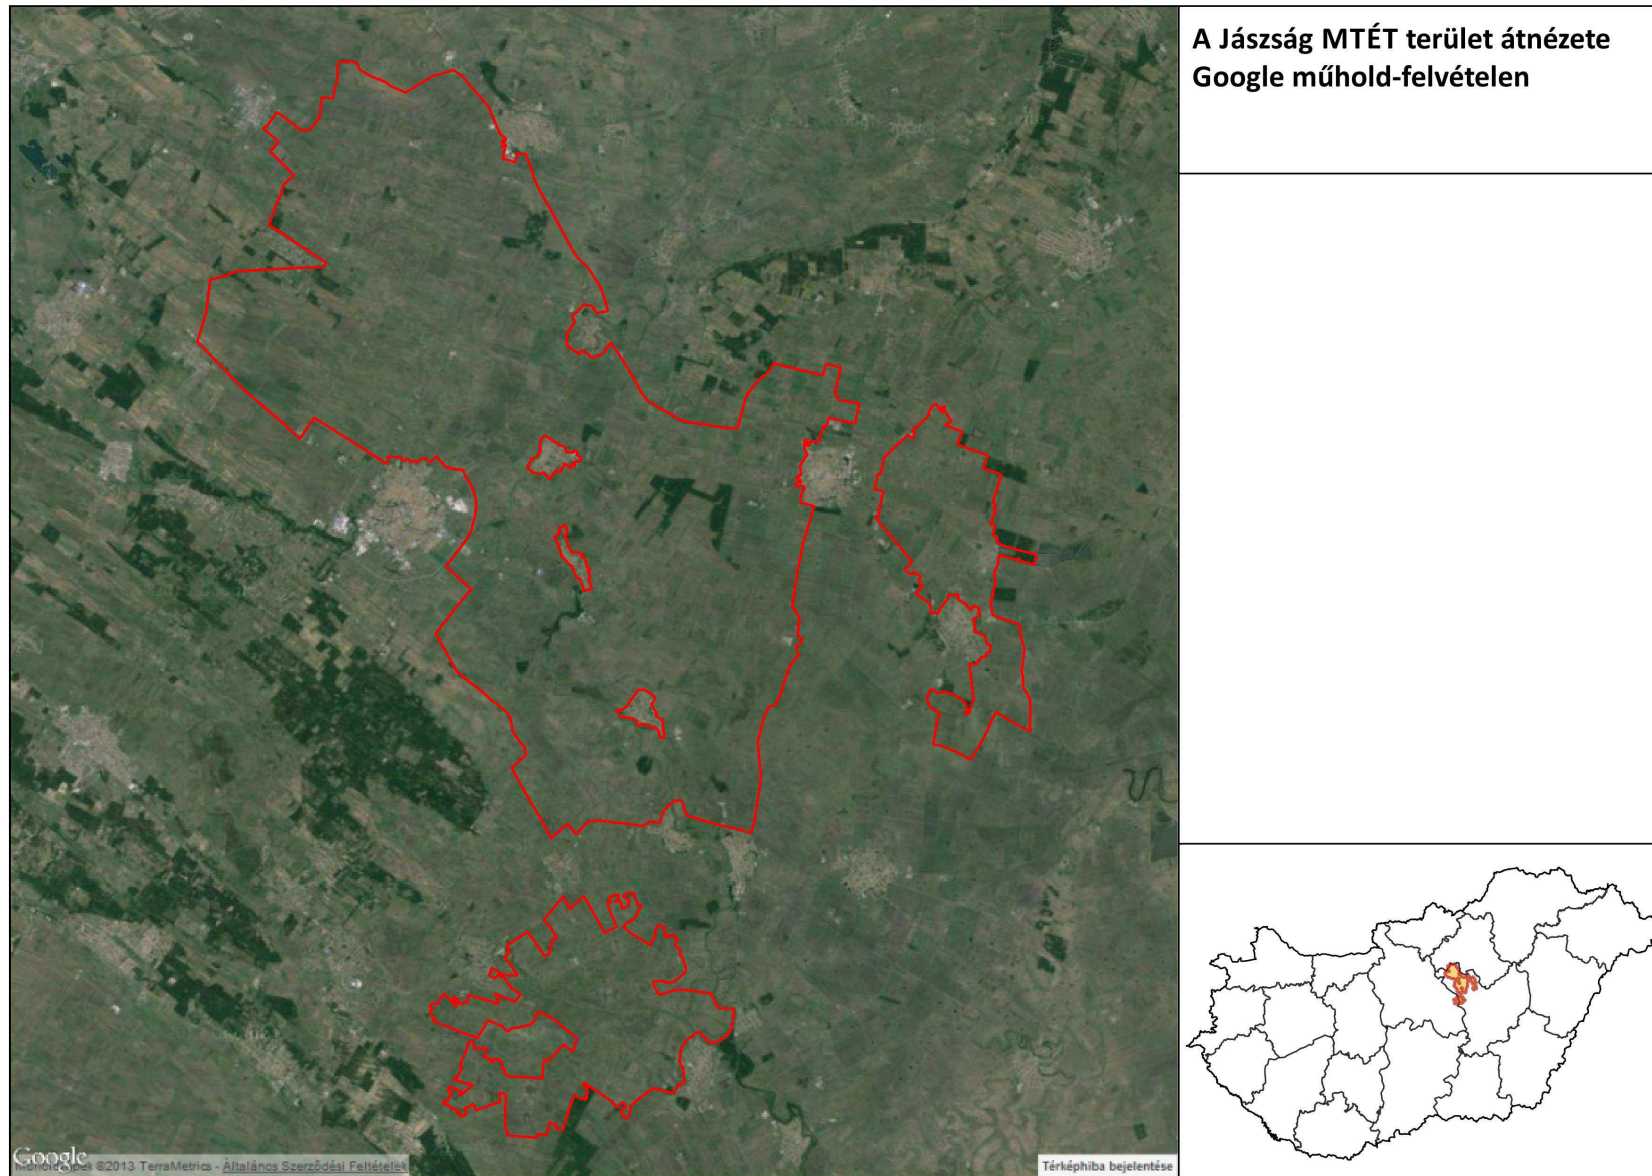 A Jászság MTÉT terület átnézete
Google műhold-felvételen
Google
©2013 TerraMetrics - Általános Szerződési Feltételek
Térképhiba bejelentése